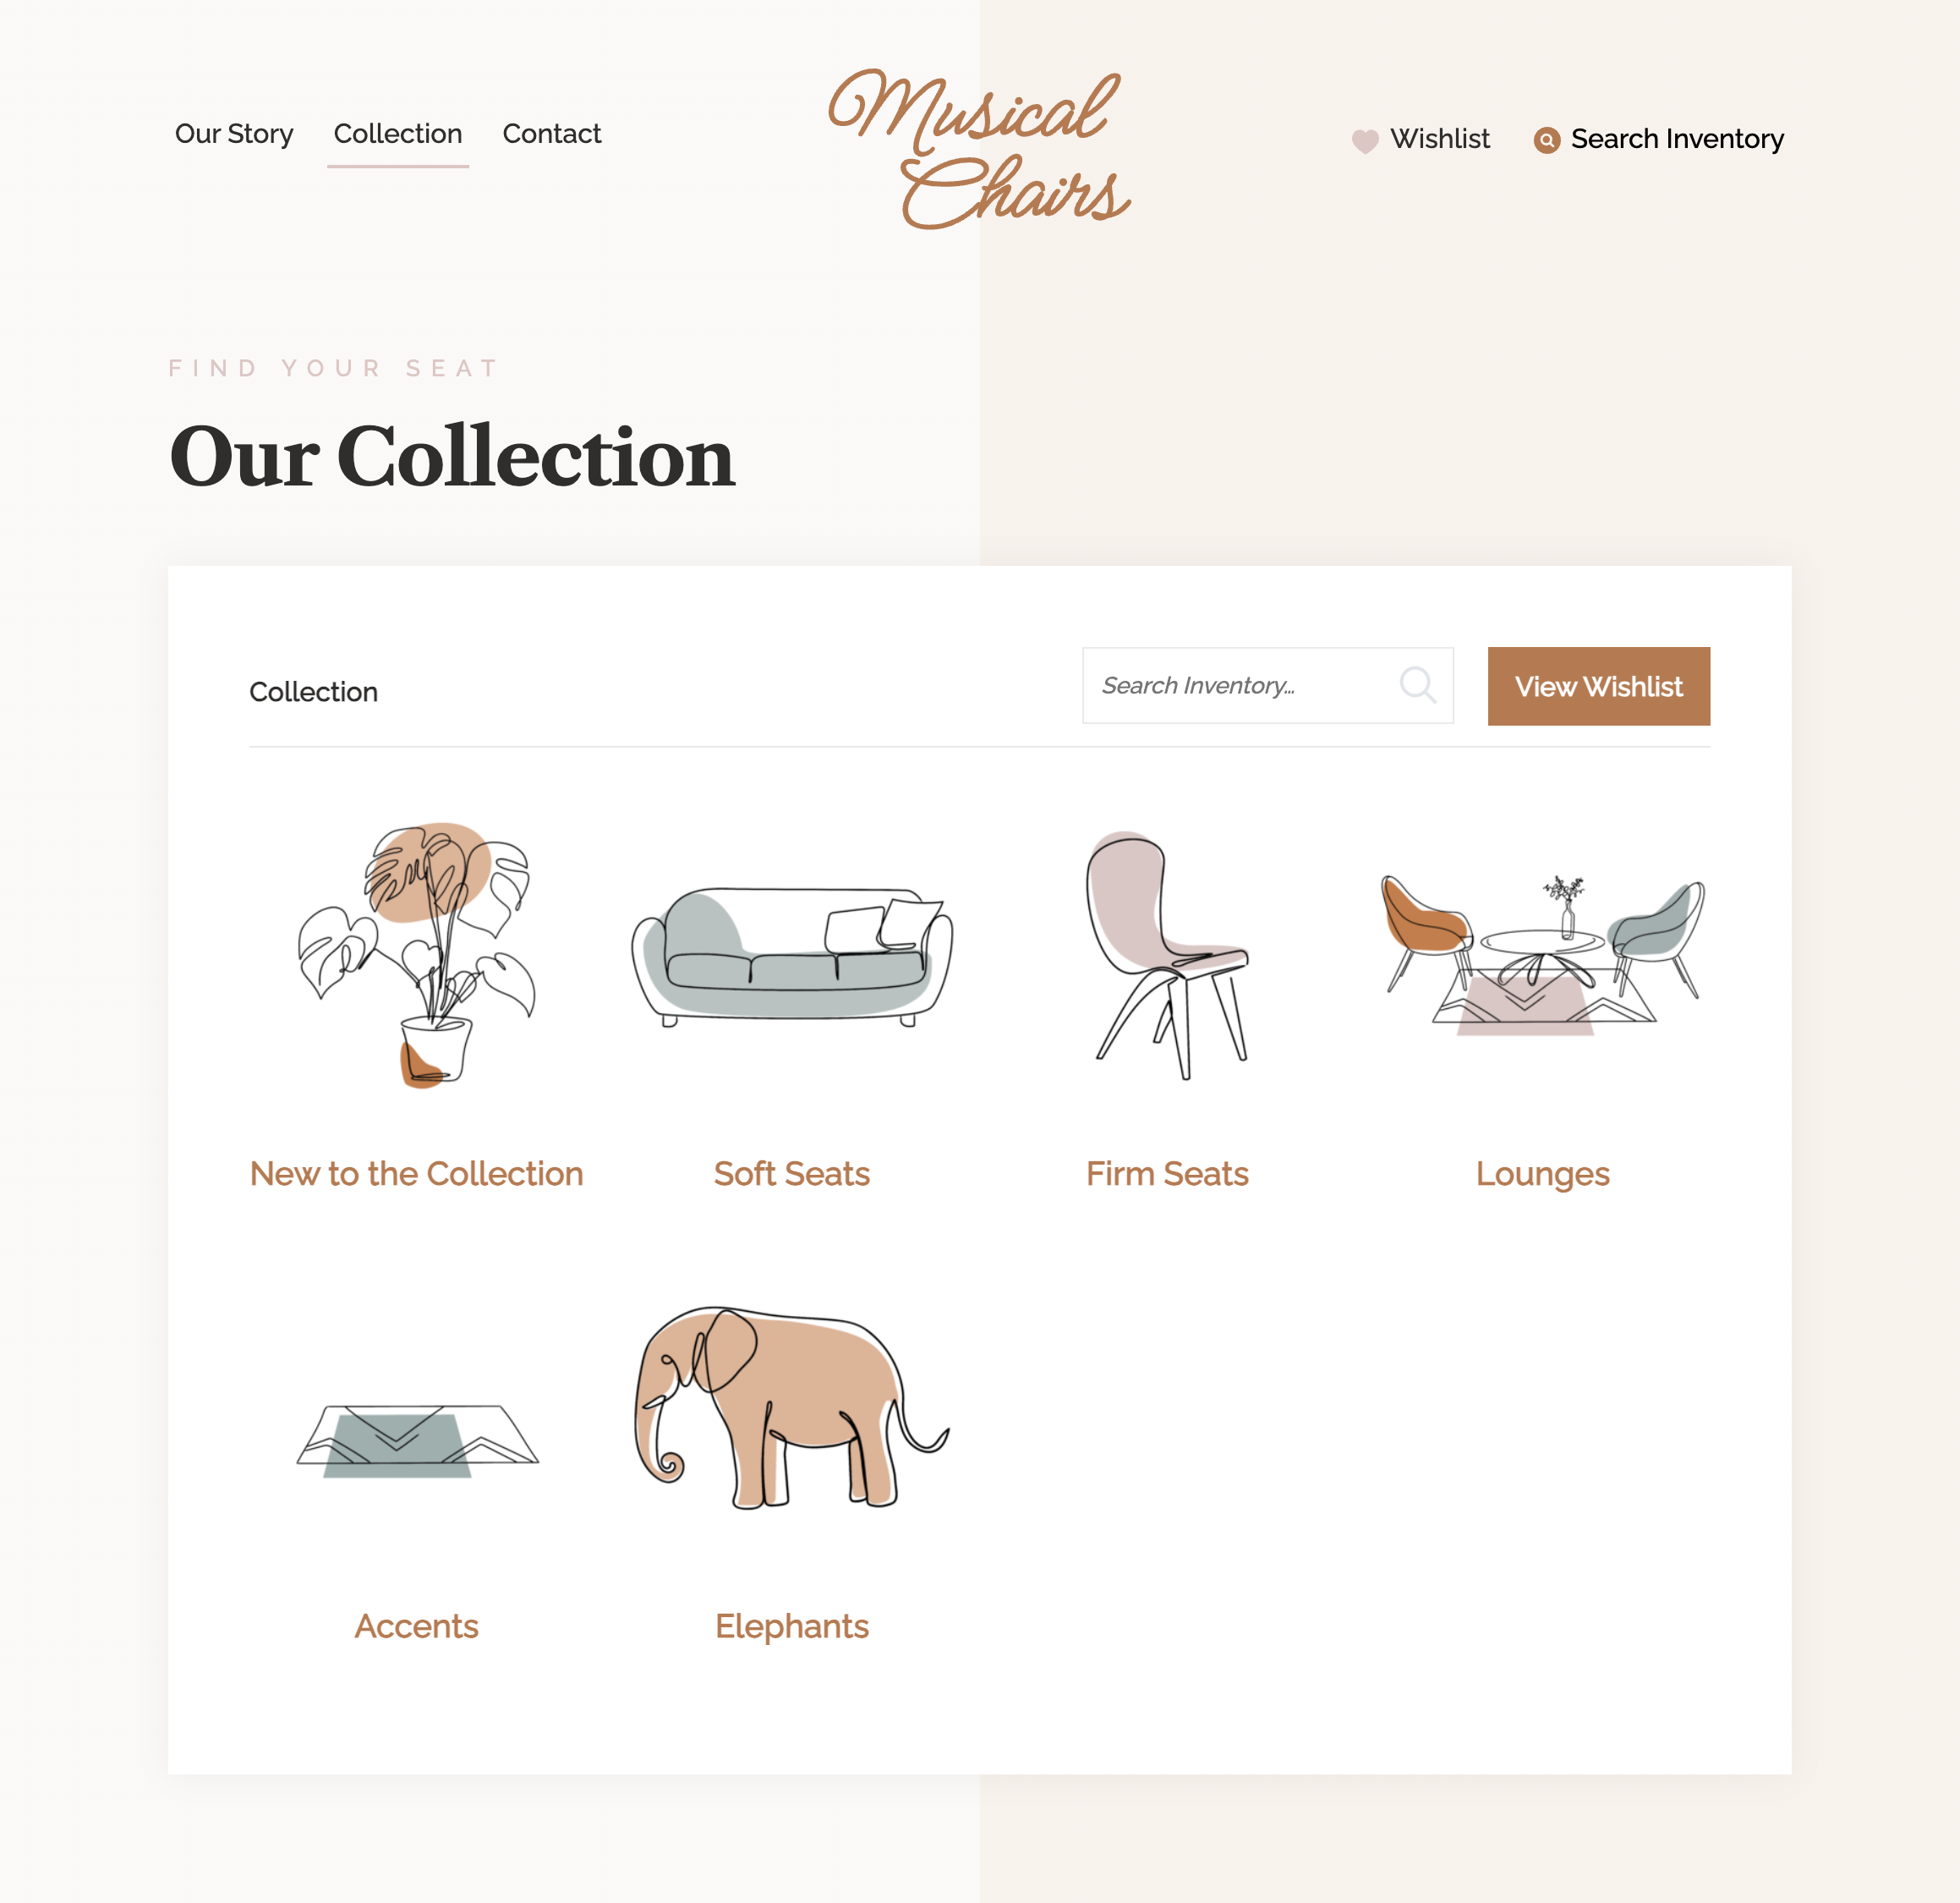 Our Story
Collection
Contact
Musical
Chairs
Wishlist
Search Inventory
FIND YOUR SEAT
Our Collection
Collection
Search Inventory...
View Wishlist
New to the Collection
Soft Seats
Firm Seats
Lounges
Accents
Elephants